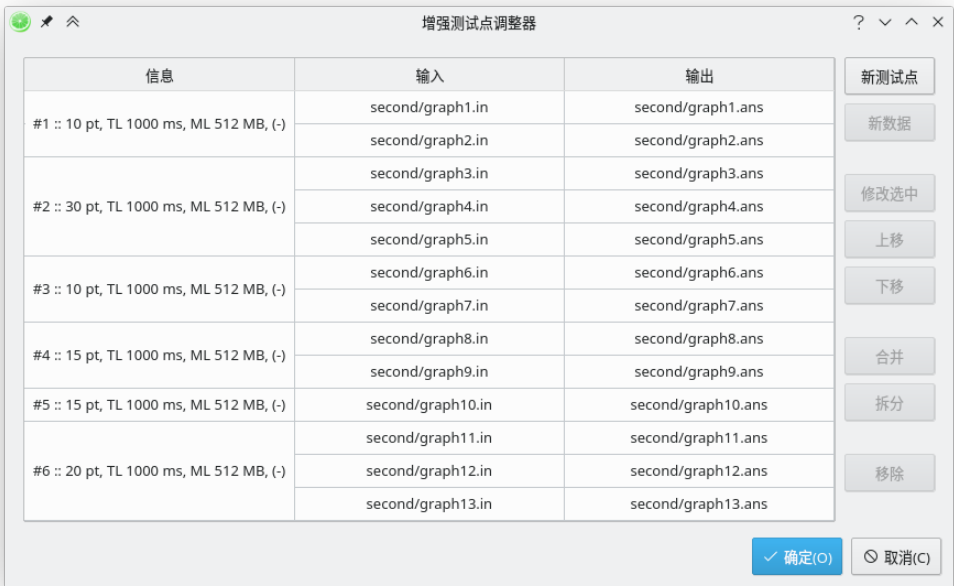 增强测试点调整器
信息 输入 输出
新测试点
#1 :: 10 pt, TL 1000 ms, ML 512 MB, (-)
second/graph1.in second/graph1.ans
second/graph2.in second/graph2.ans
新数据
#2 :: 30 pt, TL 1000 ms, ML 512 MB, (-)
second/graph3.in second/graph3.ans
second/graph4.in second/graph4.ans
second/graph5.in second/graph5.ans
修改选中
上移
#3 :: 10 pt, TL 1000 ms, ML 512 MB, (-)
second/graph6.in second/graph6.ans
second/graph7.in second/graph7.ans
下移
#4 :: 15 pt, TL 1000 ms, ML 512 MB, (-)
second/graph8.in second/graph8.ans
second/graph9.in second/graph9.ans
合并
#5 :: 15 pt, TL 1000 ms, ML 512 MB, (-)
second/graph10.in second/graph10.ans
拆分
#6 :: 20 pt, TL 1000 ms, ML 512 MB, (-)
second/graph11.in second/graph11.ans
second/graph12.in second/graph12.ans
second/graph13.in second/graph13.ans
移除
确定(O) 取消(C)